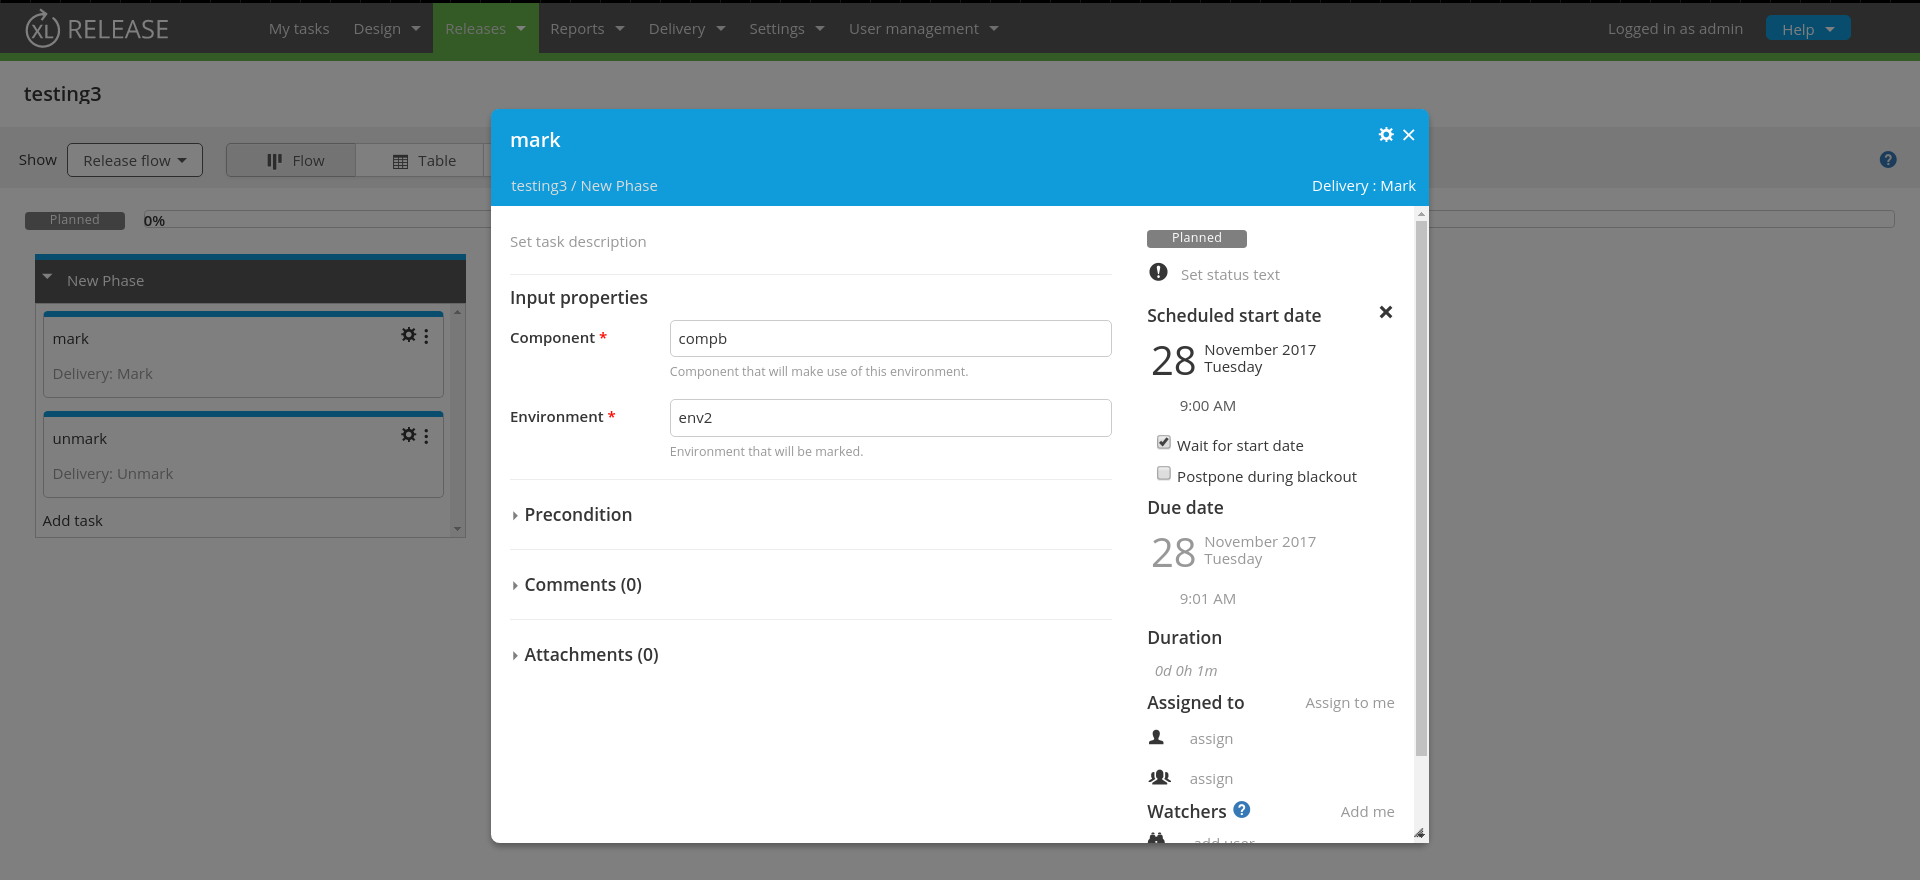 XL RELEASE
My tasks Design Releases Reports Delivery Settings User management Logged in as admin Help
testing3
Show Release flow Flow Table
Planned 0%
New Phase
mark
Delivery: Mark
unmark
Delivery: Unmark
Add task
mark
testing3 / New Phase Delivery : Mark
Set task description
Input properties
Component * compb
Component that will make use of this environment.
Environment * env2
Environment that will be marked.
Precondition
Comments (0)
Attachments (0)
Planned
Set status text
Scheduled start date
28 November 2017
Tuesday
9:00 AM
Wait for start date
Postpone during blackout
Due date
28 November 2017
Tuesday
9:01 AM
Duration
0d 0h 1m
Assigned to Assign to me
assign
assign
Watchers ? Add me
add user
?